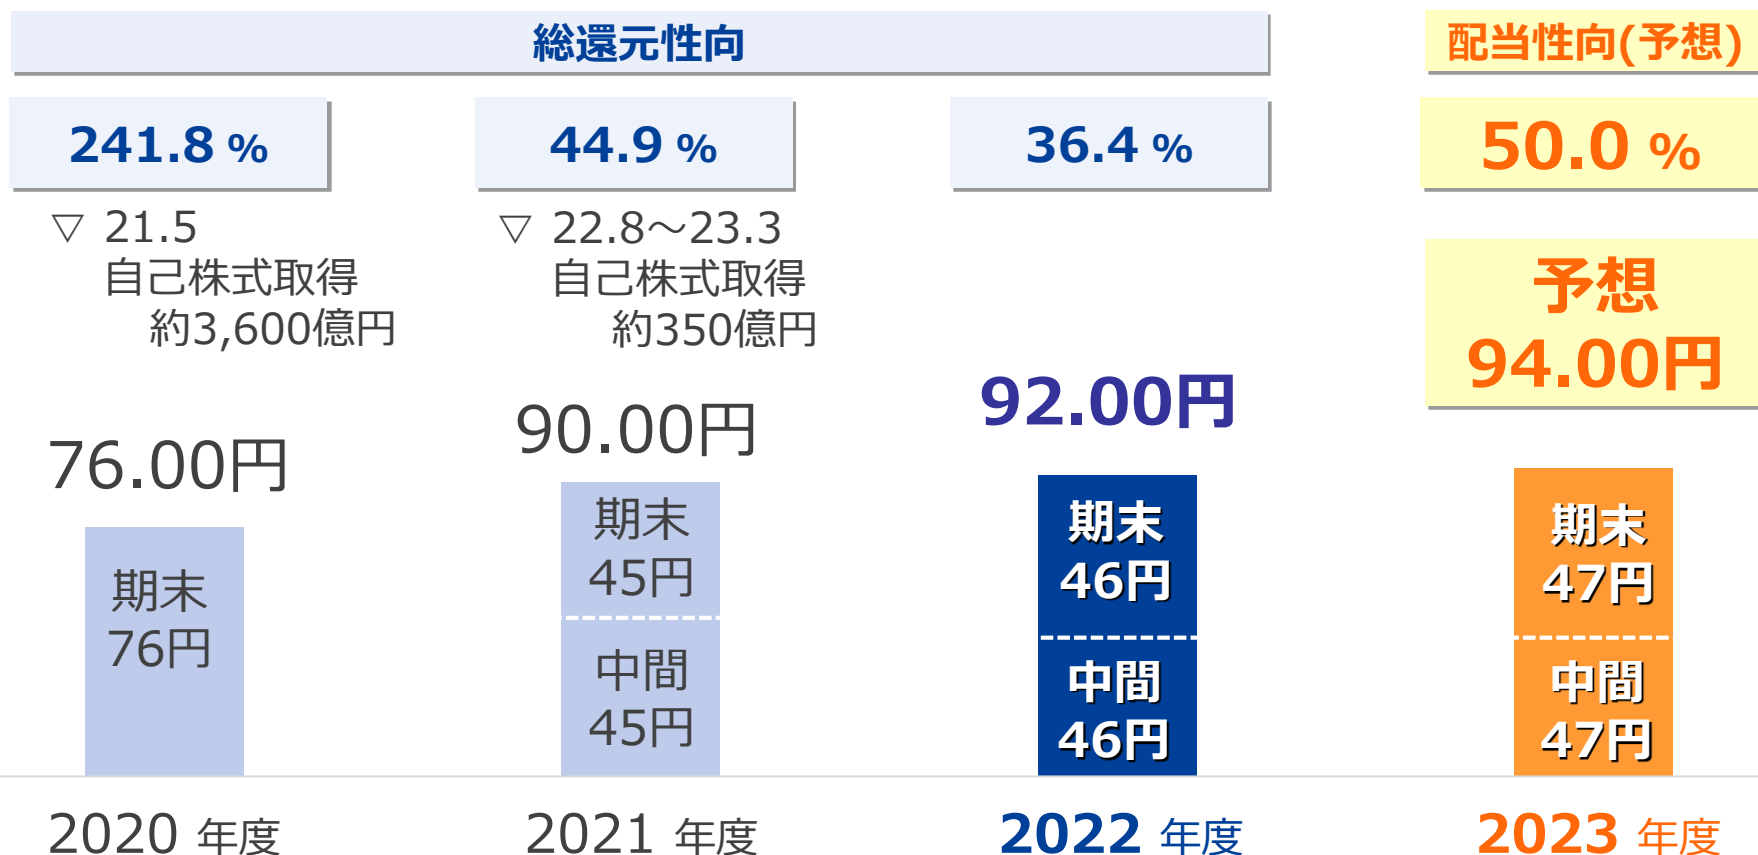 総還元性向
配当性向(予想)
241.8 %
44.9 %
36.4 %
50.0 %
▽ 21.5
自己株式取得
約3,600億円
▽ 22.8～23.3
自己株式取得
約350億円
予想
94.00円
92.00円
90.00円
76.00円
期末
76円
期末
45円
中間
45円
期末
46円
中間
46円
期末
47円
中間
47円
2020 年度
2021 年度
2022 年度
2023 年度